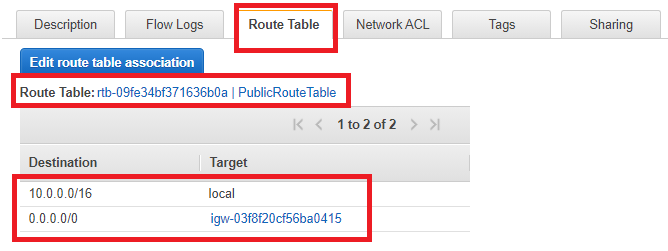 Description Flow Logs Route Table Network ACL Tags Sharing
Edit route table association
Route Table: rtb-09fe34bf371636b0a | PublicRouteTable
1 to 2 of 2
Destination Target
10.0.0.0/16 local
0.0.0.0/0 igw-03f8f20cf56ba0415